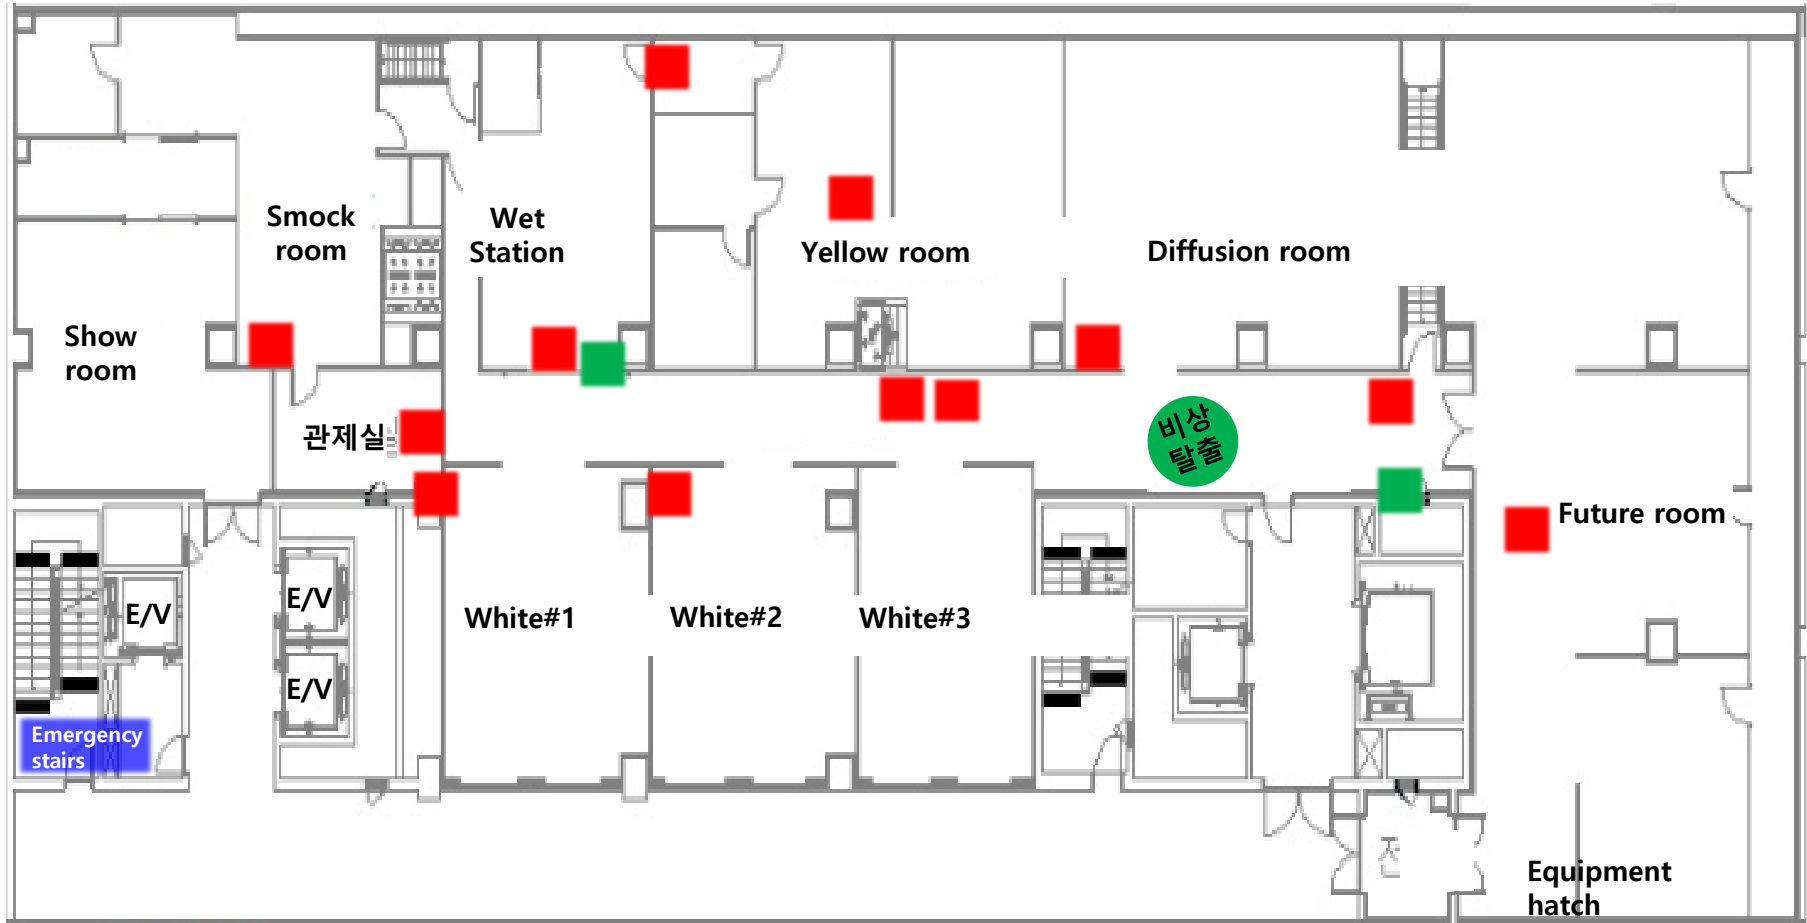 Smock
room
Wet
Station
Yellow room
Diffusion room
Show
room
관제실
비상
탈출
Future room
E/V
E/V
E/V
White#1
White#2
White#3
Emergency
stairs
전
Equipment
hatch